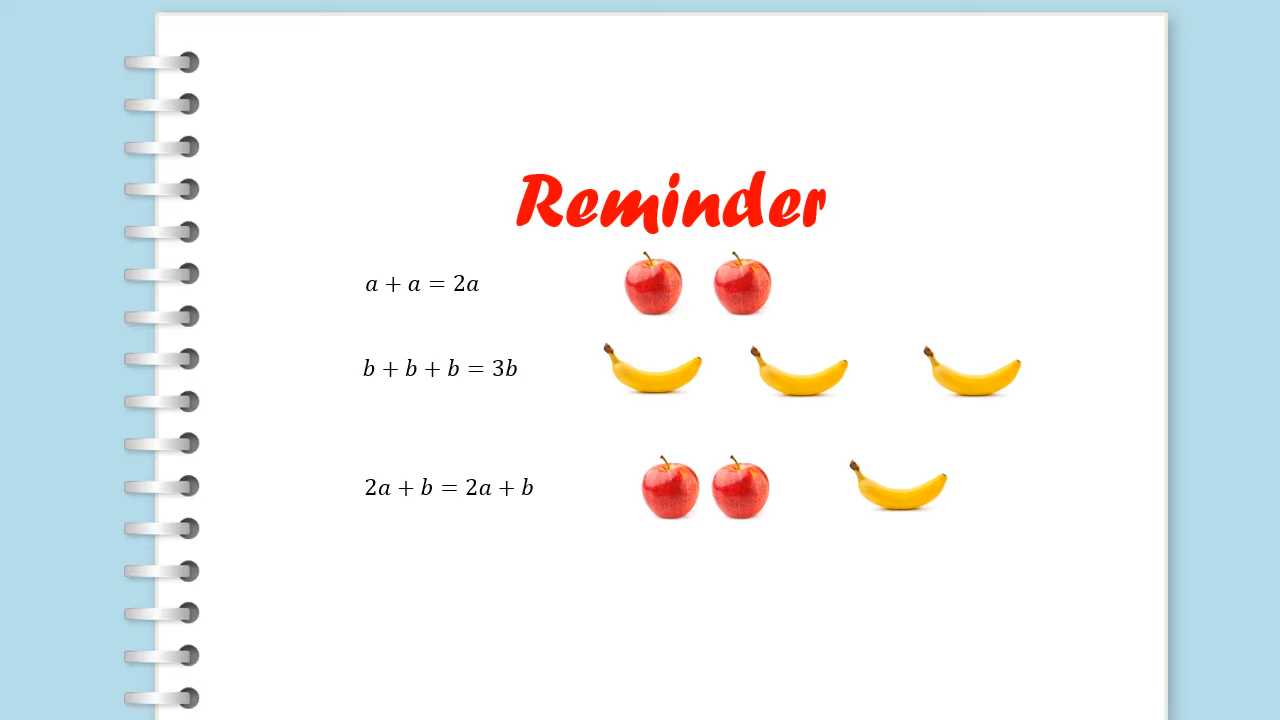 Reminder
a + a = 2a
b + b + b = 3b
2a + b = 2a + b